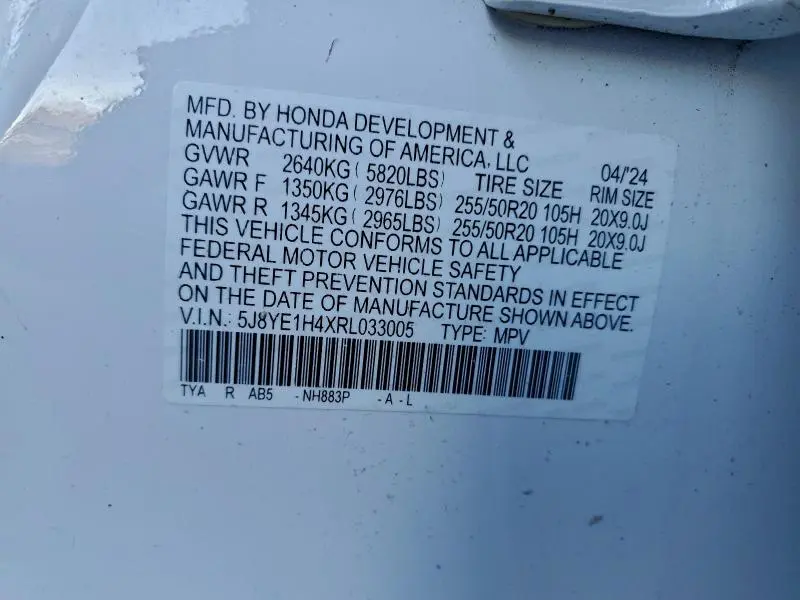 MFD. BY HONDA DEVELOPMENT &
MANUFACTURING OF AMERICA, LLC 04/'24
GVWR 2640KG ( 5820LBS) TIRE SIZE RIM SIZE
GAWR F 1350KG ( 2976LBS) 255/50R20 105H 20X9.0J
GAWR R 1345KG ( 2965LBS) 255/50R20 105H 20X9.0J
THIS VEHICLE CONFORMS TO ALL APPLICABLE
FEDERAL MOTOR VEHICLE SAFETY
AND THEFT PREVENTION STANDARDS IN EFFECT
ON THE DATE OF MANUFACTURE SHOWN ABOVE.
V.I.N.: 5J8YE1H4XRL033005 TYPE: MPV
TYA R AB5 - NH883P - A - L